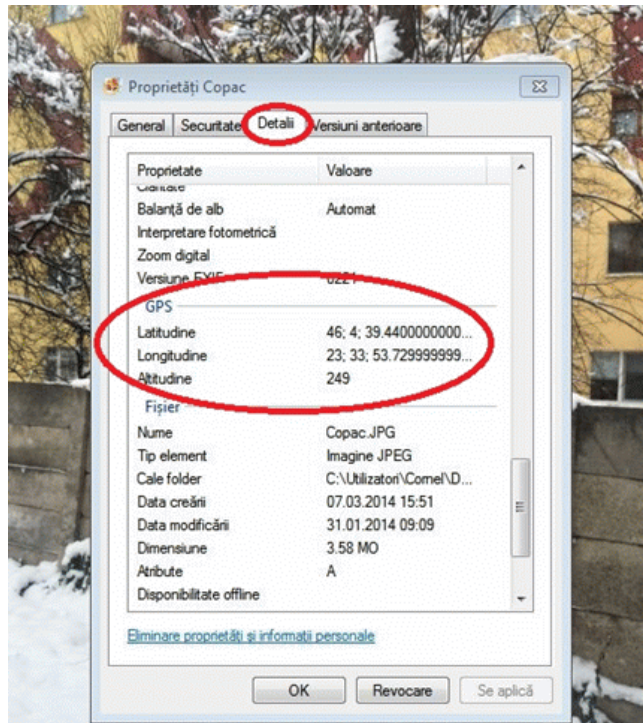 Proprietăți Copac
General Securitate Detalii Versiuni anterioare
Proprietate Valoare
Claritate
Balanță de alb Automat
Interpretare fotometrică
Zoom digital
Versiune EXIF 0221
GPS
Latitudine 46; 4; 39.4400000000...
Longitudine 23; 33; 53.729999999...
Altitudine 249
Fișier
Nume Copac.JPG
Tip element Imagine JPEG
Cale folder C:\Utilizatori\Cornel\D...
Data creării 07.03.2014 15:51
Data modificării 31.01.2014 09:09
Dimensiune 3.58 MO
Atribute A
Disponibilitate offline
Eliminare proprietăți și informații personale
OK Revocare Se aplică